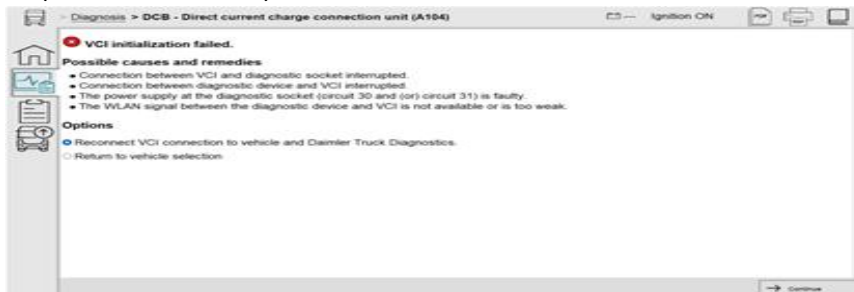 Diagnosis > DCB - Direct current charge connection unit (A104)
--- Ignition ON
PDF
VCI initialization failed.
Possible causes and remedies
• Connection between VCI and diagnostic socket interrupted.
• Connection between diagnostic device and VCI interrupted.
• The power supply at the diagnostic socket (circuit 30 and (or) circuit 31) is faulty.
• The WLAN signal between the diagnostic device and VCI is not available or is too weak.
Options
Reconnect VCI connection to vehicle and Daimler Truck Diagnostics.
Return to vehicle selection
→ Continue